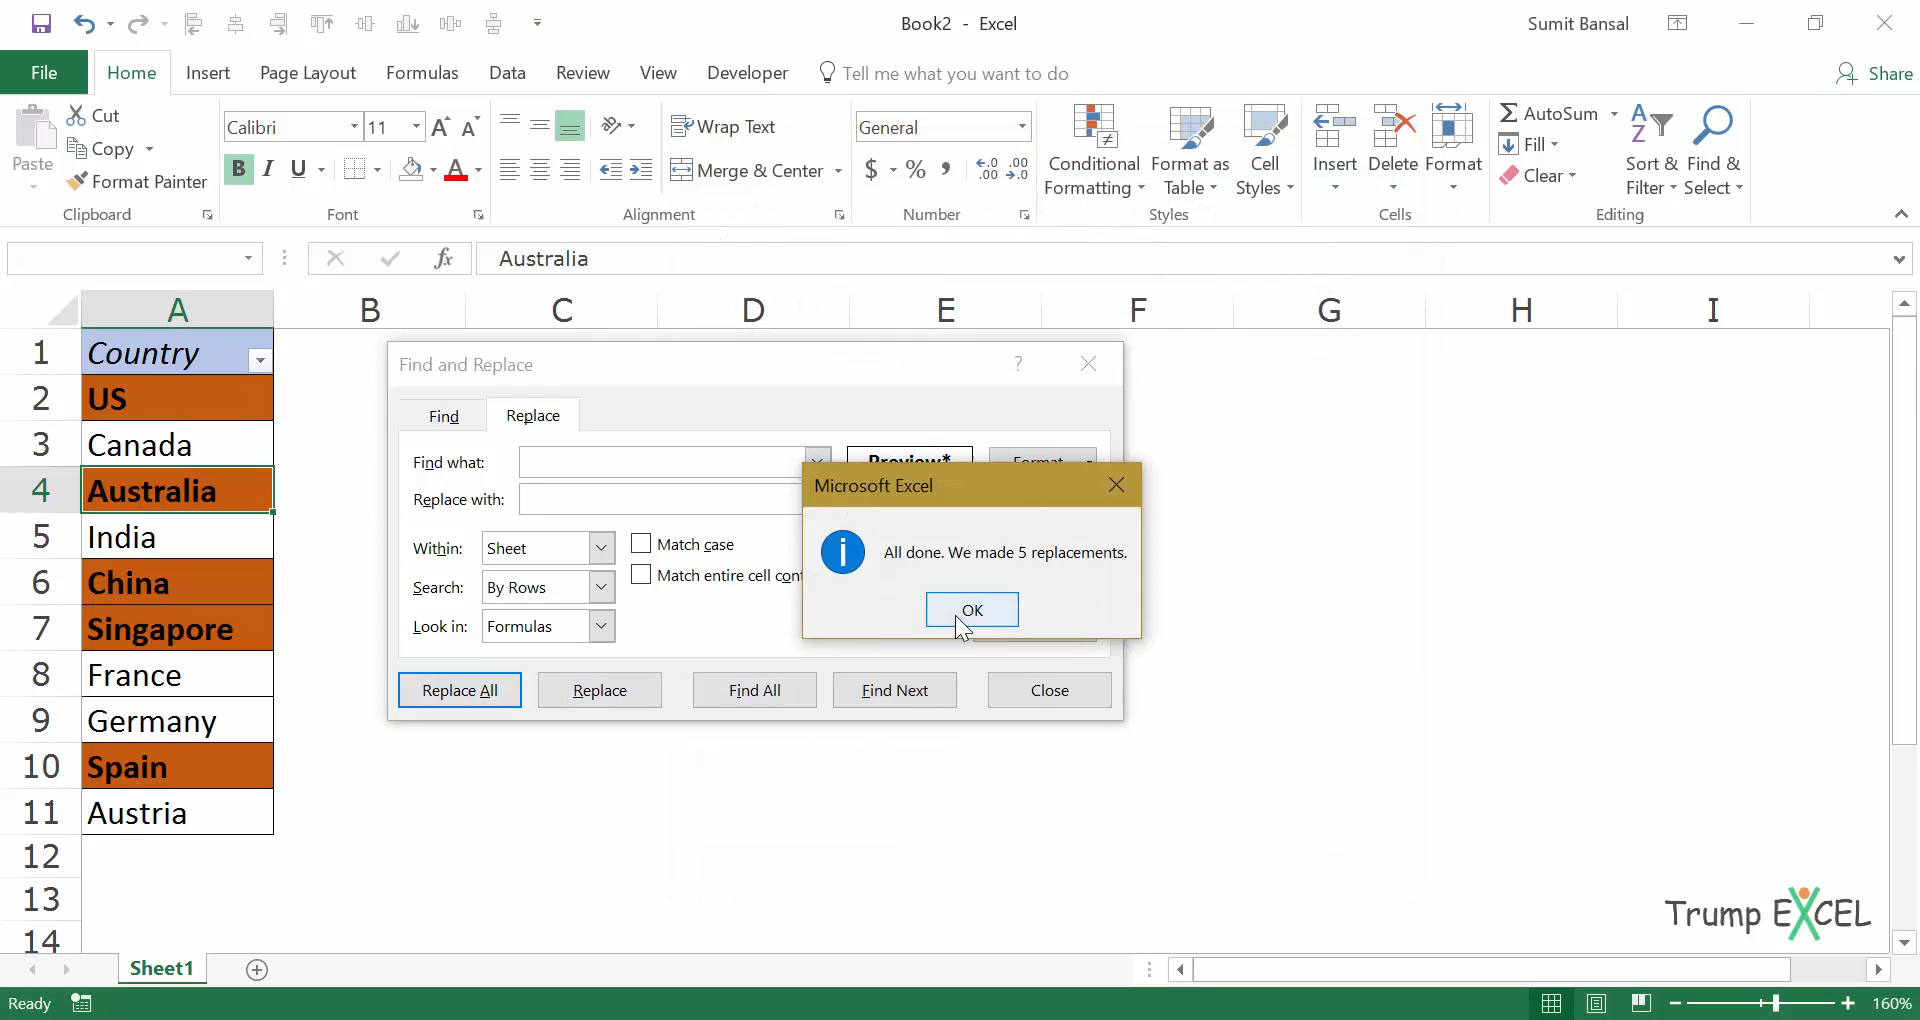 Book2 - Excel
Sumit Bansal
File
Home
Insert
Page Layout
Formulas
Data
Review
View
Developer
Tell me what you want to do
Share
Paste
Cut
Copy
Format Painter
Clipboard
Calibri
11
B I U
A
Font
Wrap Text
Merge & Center
Alignment
General
$ % ,
Number
Conditional
Formatting
Format as
Table
Cell
Styles
Styles
Insert
Delete
Format
Cells
AutoSum
Fill
Clear
Sort &
Filter
Find &
Select
Editing
fx
Australia
A B C D E F G H I
1 Country
2 US
3 Canada
4 Australia
5 India
6 China
7 Singapore
8 France
9 Germany
10 Spain
11 Austria
12
13
14
Find and Replace
?
Find
Replace
Find what:
Preview*
Format
Replace with:
Within: Sheet
Match case
Search: By Rows
Match entire cell cont
Look in: Formulas
Replace All
Replace
Find All
Find Next
Close
Microsoft Excel
All done. We made 5 replacements.
OK
Trump EXCEL
Sheet1
Ready
160%